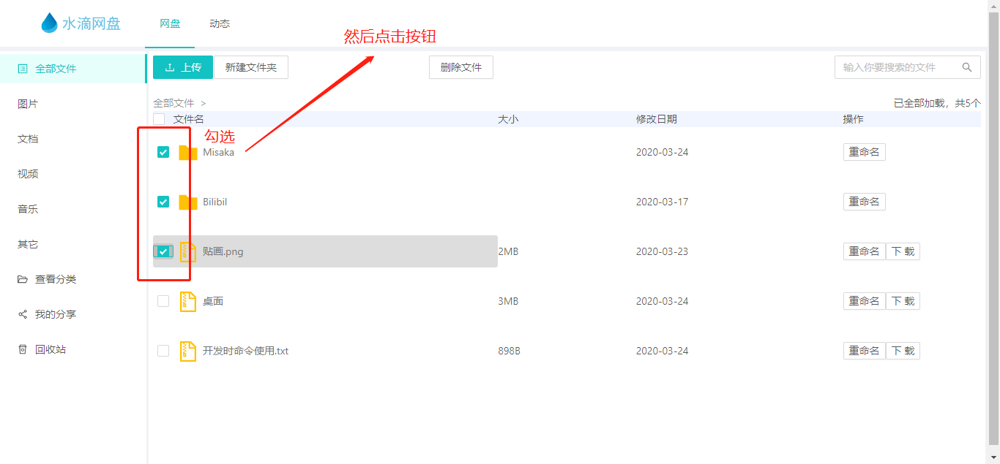 水滴网盘 网盘 动态
然后点击按钮
全部文件 上传 新建文件夹 删除文件 输入你要搜索的文件
图片 全部文件 > 已全部加载，共5个
文件名 大小 修改日期 操作
文档 勾选
Misaka 2020-03-24 重命名
视频
Bilibil 2020-03-17 重命名
音乐
其它 贴画.png 2MB 2020-03-23 重命名 下 载
查看分类
桌面 3MB 2020-03-24 重命名 下 载
我的分享
回收站 开发时命令使用.txt 898B 2020-03-24 重命名 下 载